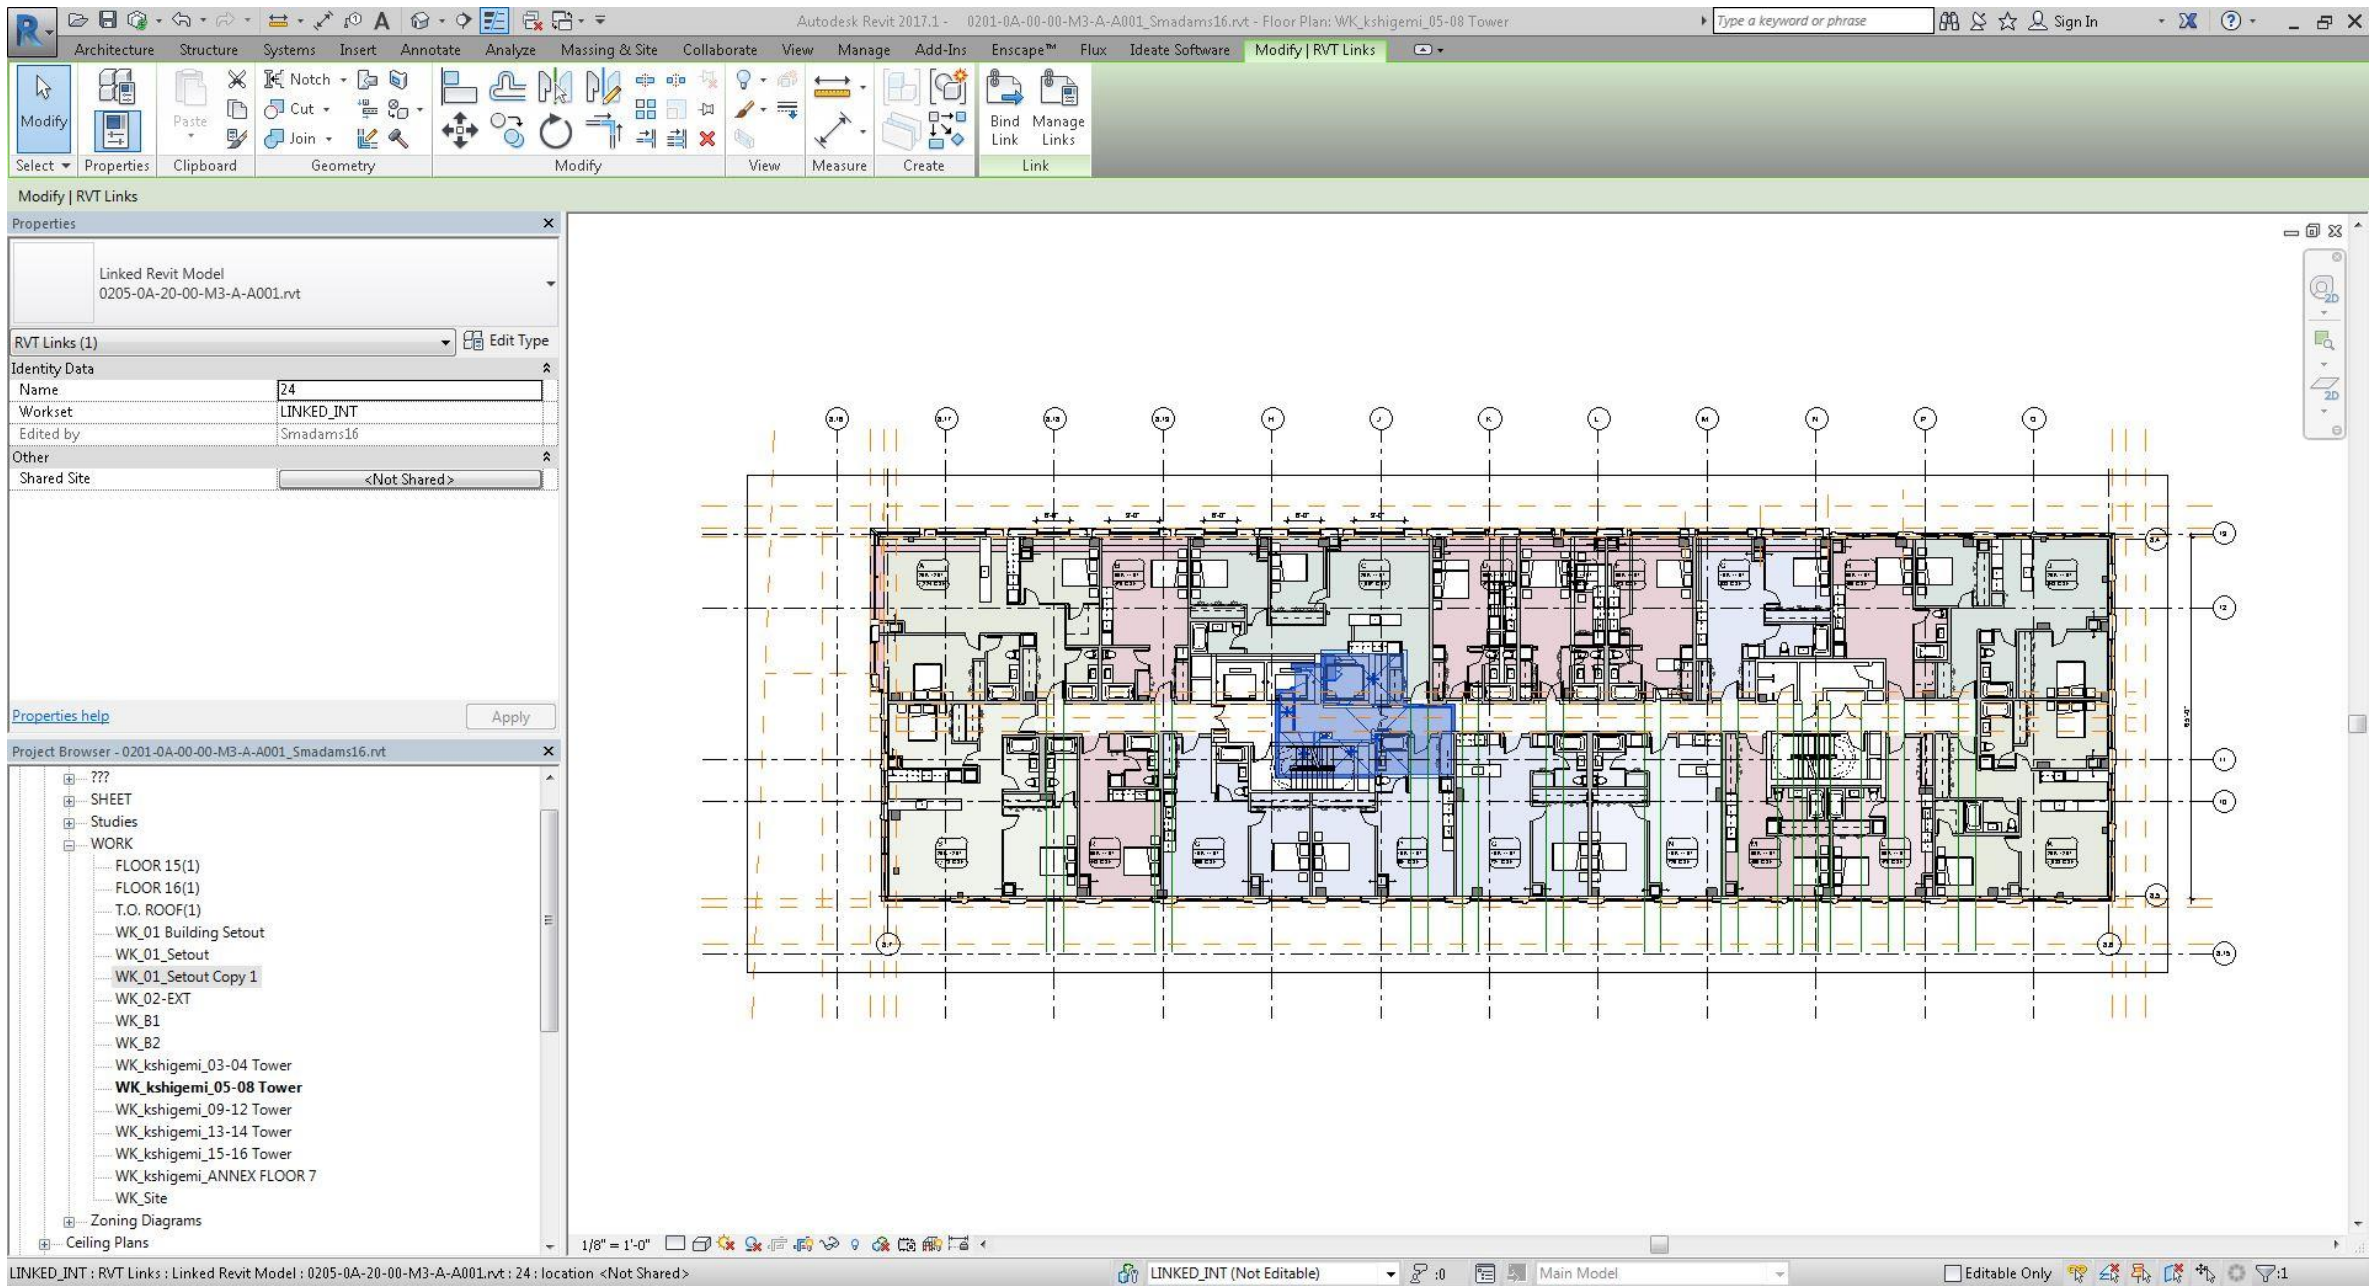 Autodesk Revit 2017.1 - 0201-0A-00-00-M3-A-A001_Smadams16.rvt - Floor Plan: WK_kshigemi_05-08 Tower
Type a keyword or phrase
Sign In
Architecture Structure Systems Insert Annotate Analyze Massing & Site Collaborate View Manage Add-Ins Enscape™ Flux Ideate Software Modify | RVT Links
Modify
Paste
Notch
Cut
Join
Bind Link
Manage Links
Select Properties Clipboard Geometry Modify View Measure Create Link
Modify | RVT Links
Properties
Linked Revit Model
0205-0A-20-00-M3-A-A001.rvt
RVT Links (1) Edit Type
Identity Data
Name 24
Workset LINKED_INT
Edited by Smadams16
Other
Shared Site <Not Shared>
Properties help Apply
Project Browser - 0201-0A-00-00-M3-A-A001_Smadams16.rvt
???
SHEET
Studies
WORK
FLOOR 15(1)
FLOOR 16(1)
T.O. ROOF(1)
WK_01 Building Setout
WK_01_Setout
WK_01_Setout Copy 1
WK_02-EXT
WK_B1
WK_B2
WK_kshigemi_03-04 Tower
WK_kshigemi_05-08 Tower
WK_kshigemi_09-12 Tower
WK_kshigemi_13-14 Tower
WK_kshigemi_15-16 Tower
WK_kshigemi_ANNEX FLOOR 7
WK_Site
Zoning Diagrams
Ceiling Plans
2D
2D
H J K L M N P Q
1/8" = 1'-0"
LINKED_INT : RVT Links : Linked Revit Model : 0205-0A-20-00-M3-A-A001.rvt : 24 : location <Not Shared>
LINKED_INT (Not Editable)
:0
Main Model
Editable Only
:1